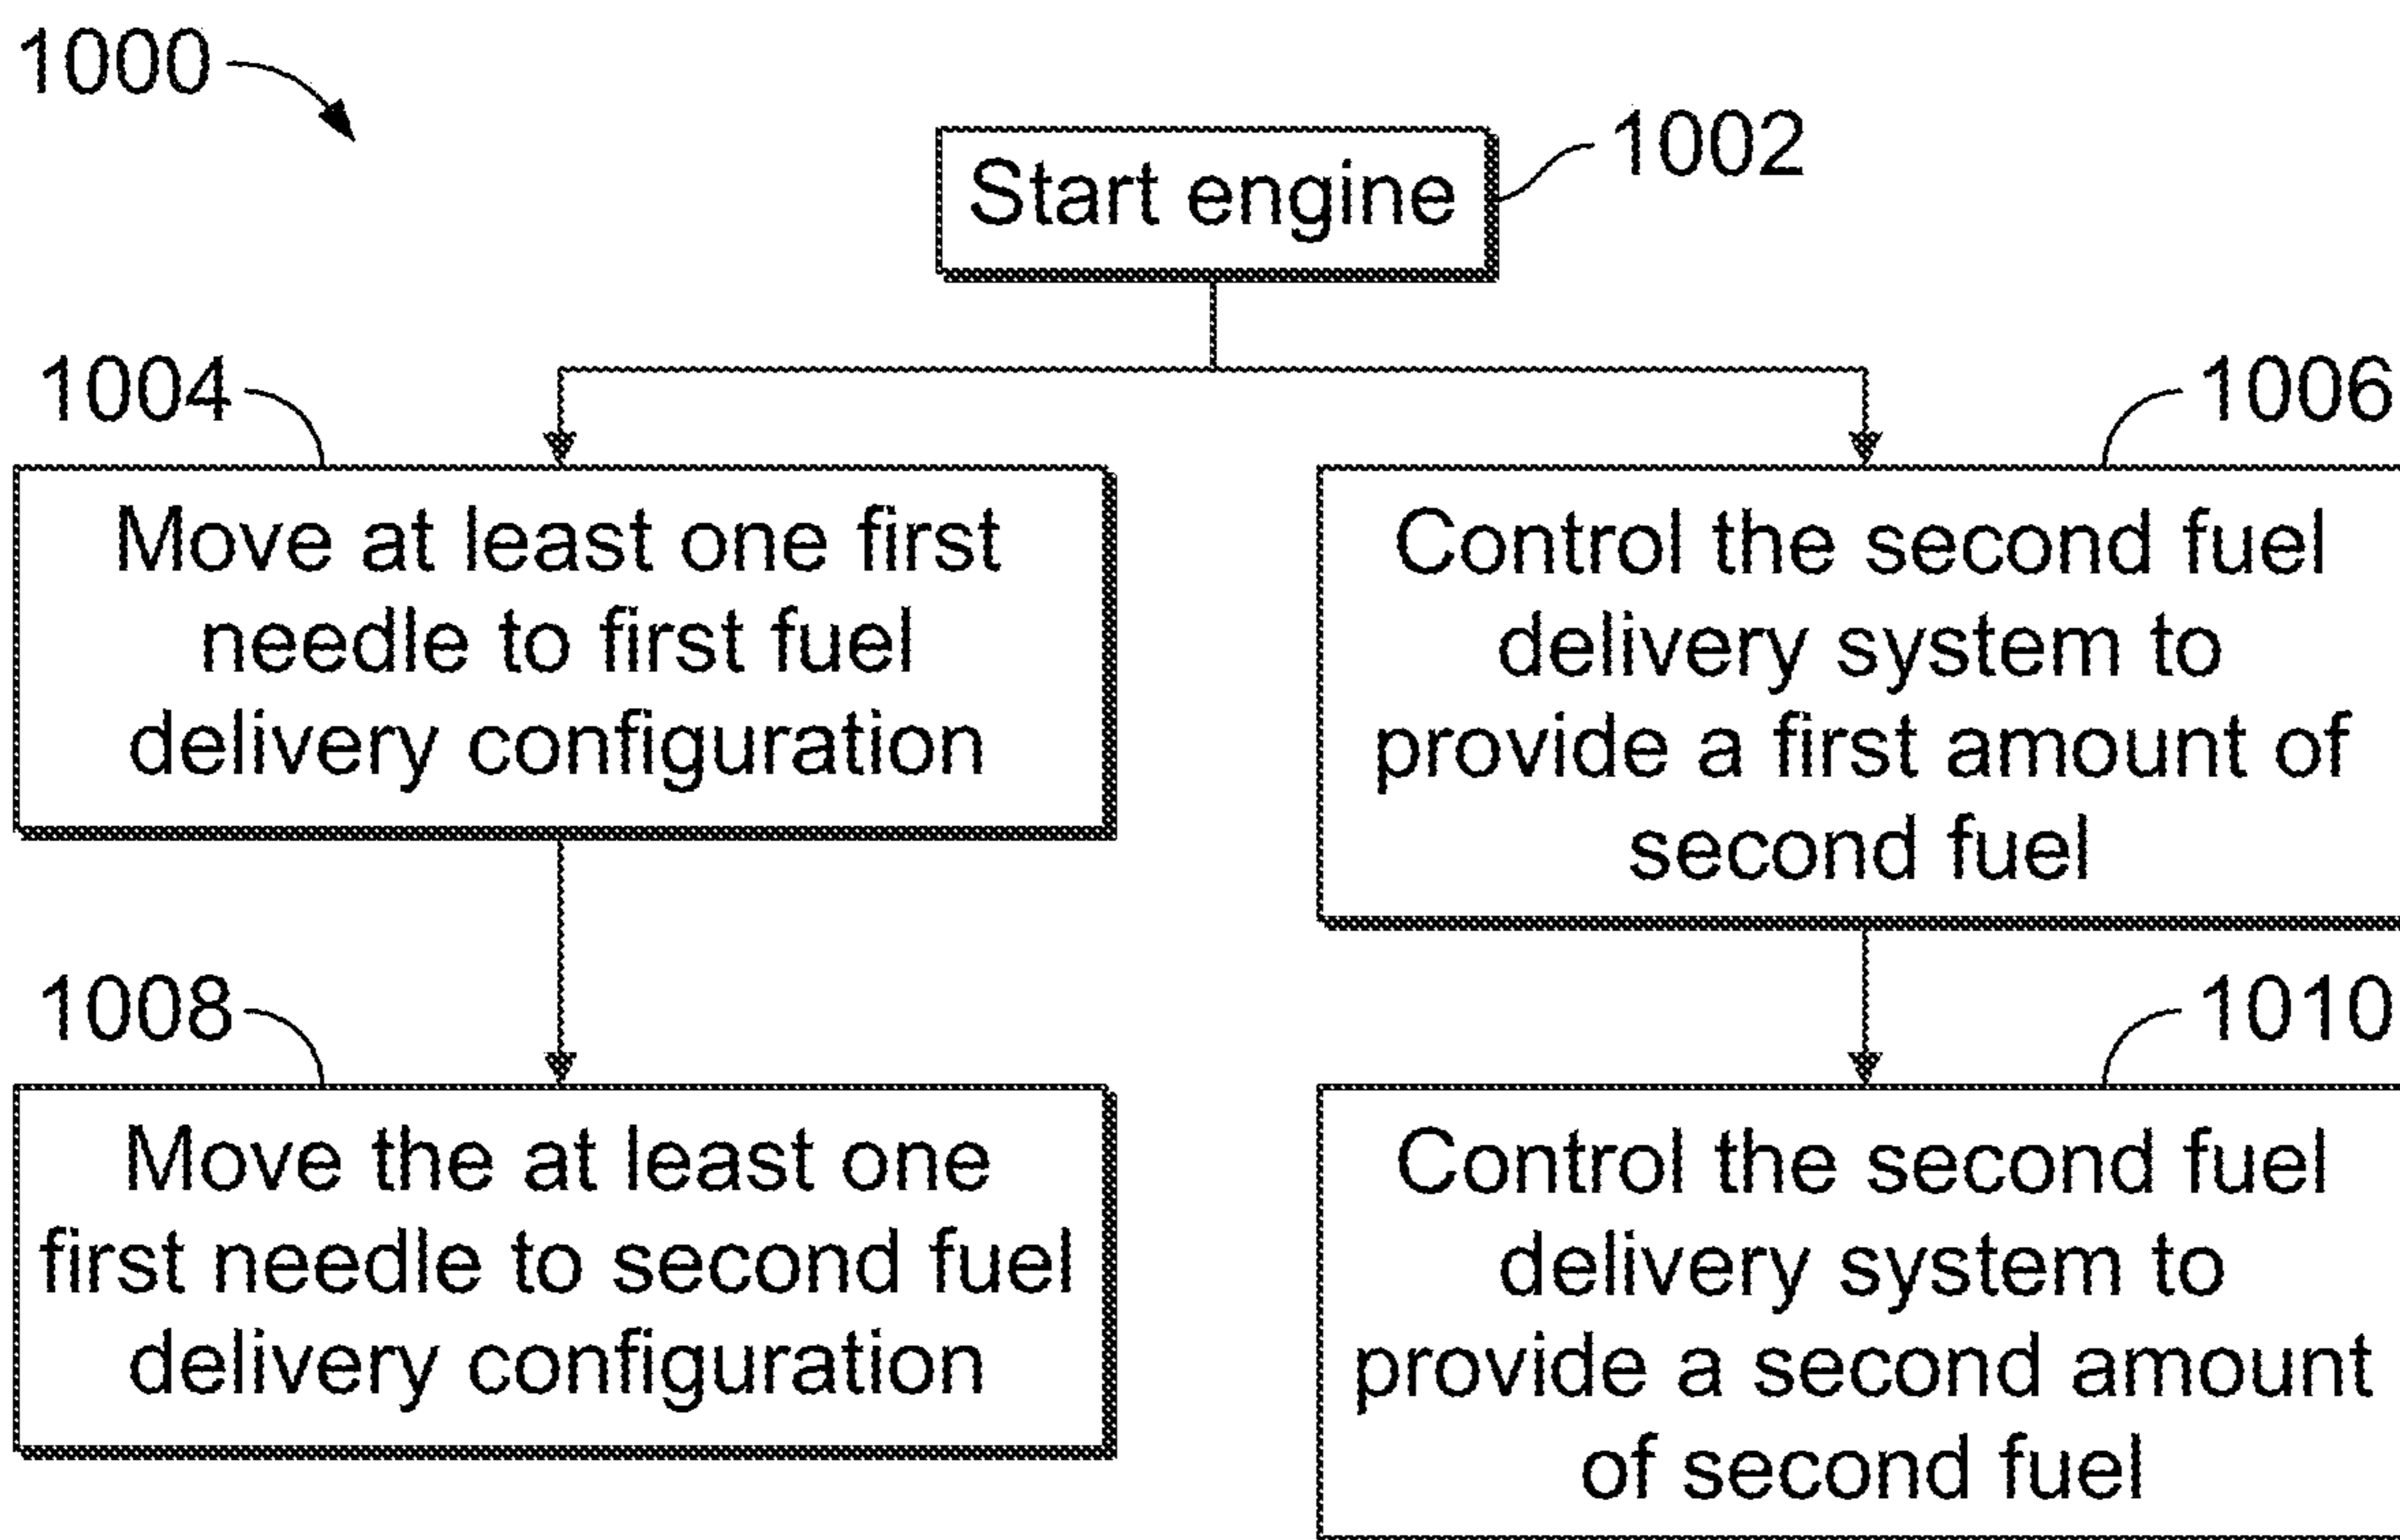 1000
1002
Start engine
1004
1006
Move at least one first
needle to first fuel
delivery configuration
Control the second fuel
delivery system to
provide a first amount of
second fuel
1008
1010
Move the at least one
first needle to second fuel
delivery configuration
Control the second fuel
delivery system to
provide a second amount
of second fuel